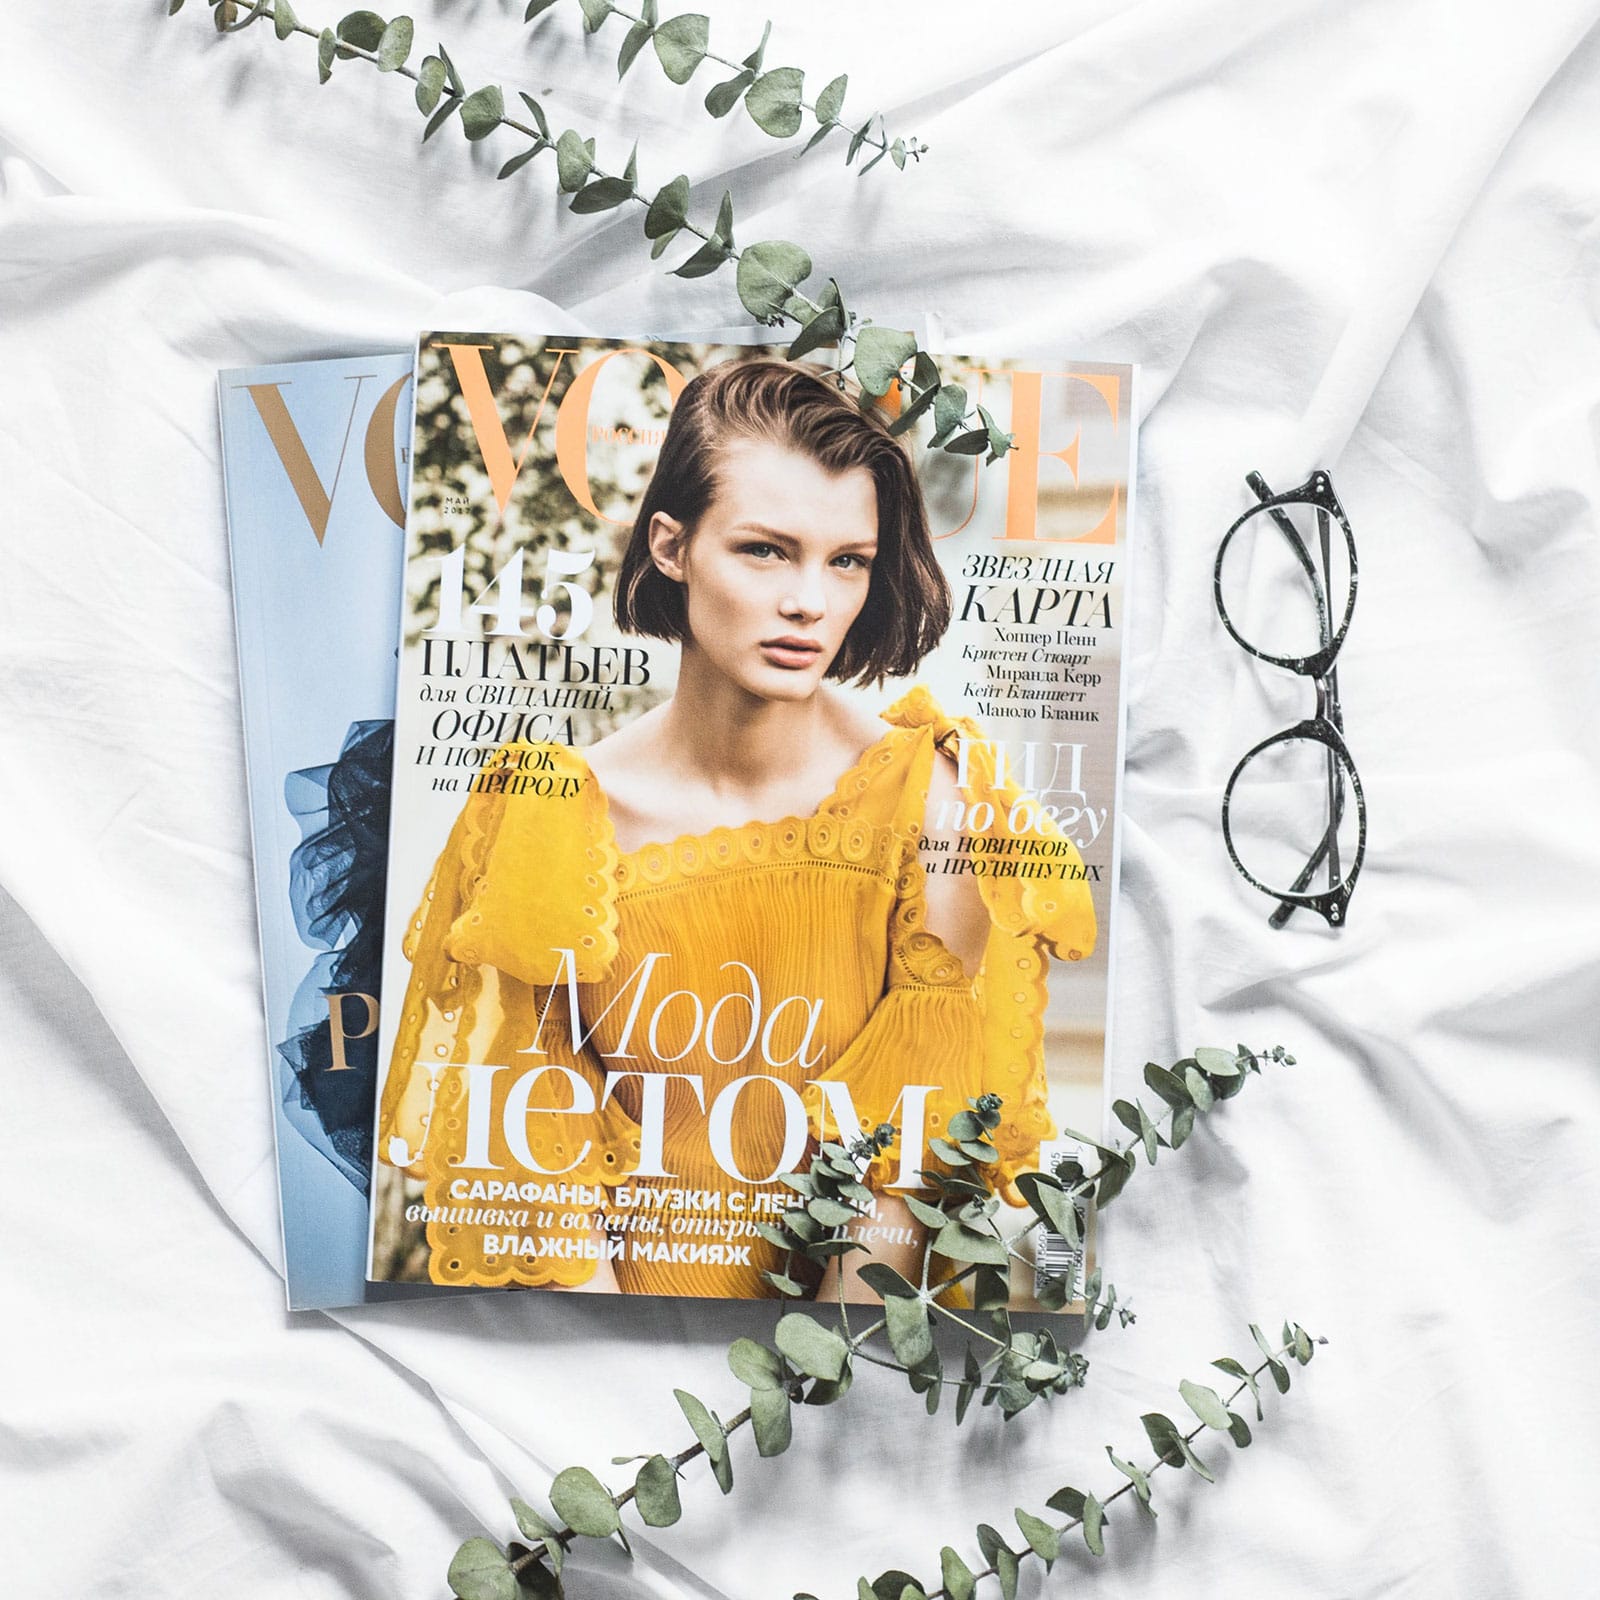 VOGUE
РОССИЯ
МАЙ
2017
145
ПЛАТЬЕВ
для СВИДАНИЙ,
ОФИСА
И ПОЕЗДОК
на ПРИРОДУ
ЗВЕЗДНАЯ
КАРТА
Хоппер Пенн
Кристен Стюарт
Миранда Керр
Кейт Бланшетт
Маноло Бланик
ГИД
по бегу
для НОВИЧКОВ
и ПРОДВИНУТЫХ
Мода
летом
САРАФАНЫ, БЛУЗКИ С
вышивка и воланы, плечи,
ВЛАЖНЫЙ МАКИЯЖ
VO
P